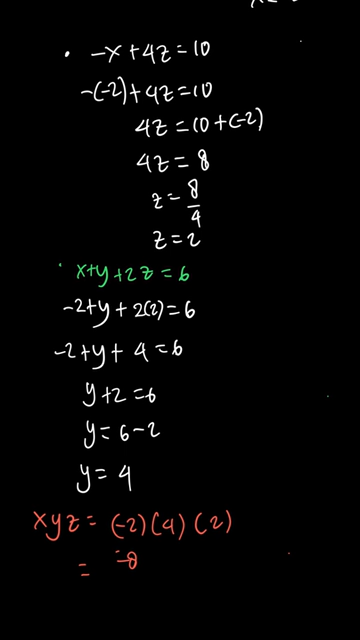 -x + 4z = 10
-(-2) + 4z = 10
4z = 10 + (-2)
4z = 8
z = 8/4
z = 2
x + y + 2z = 6
-2 + y + 2(2) = 6
-2 + y + 4 = 6
y + 2 = 6
y = 6 - 2
y = 4
xyz = (-2)(4)(2)
=